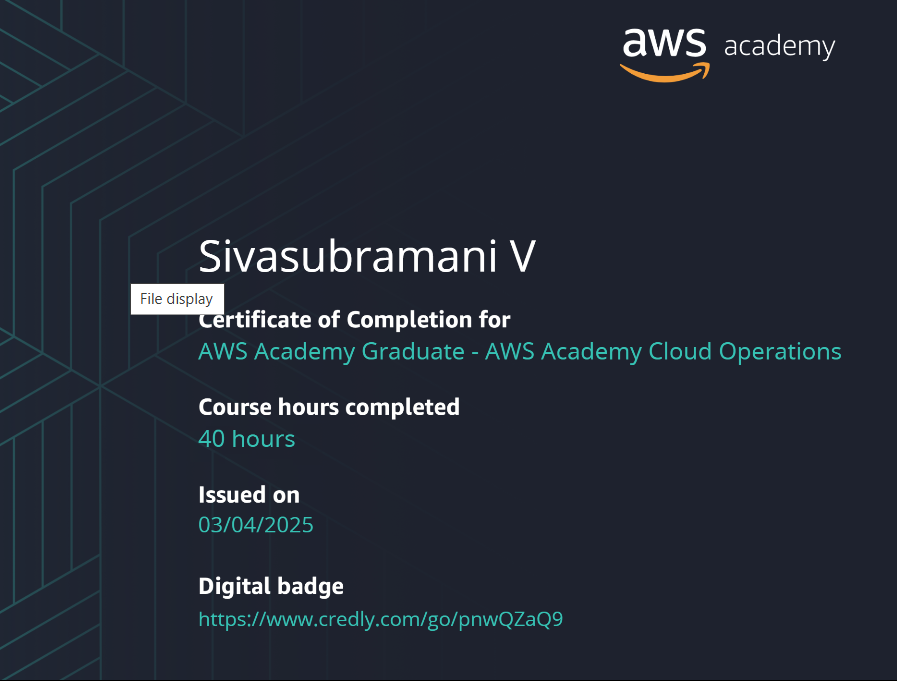 aws academy
Sivasubramani V
File display
Certificate of Completion for
AWS Academy Graduate - AWS Academy Cloud Operations
Course hours completed
40 hours
Issued on
03/04/2025
Digital badge
https://www.credly.com/go/pnwQZaQ9